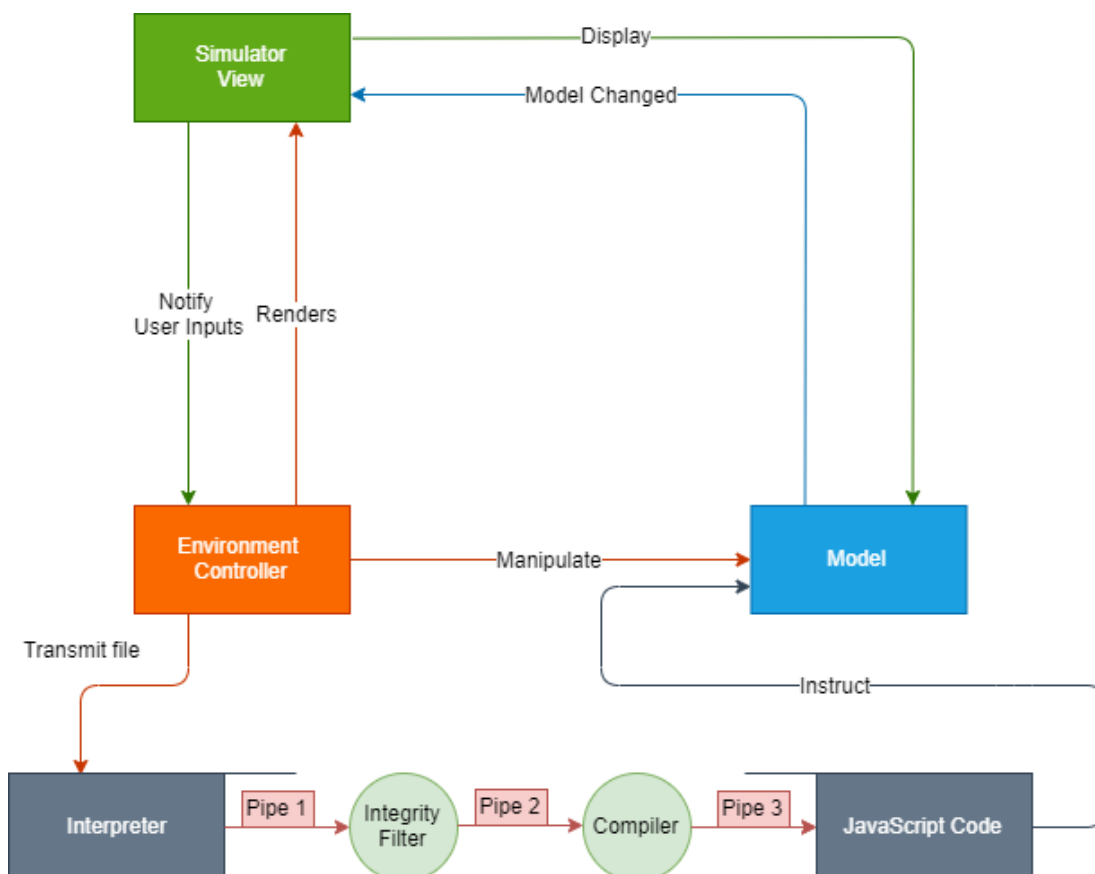 Simulator
View
Display
Model Changed
Notify
User Inputs
Renders
Environment
Controller
Manipulate
Model
Transmit file
Instruct
Interpreter
Pipe 1
Integrity
Filter
Pipe 2
Compiler
Pipe 3
JavaScript Code